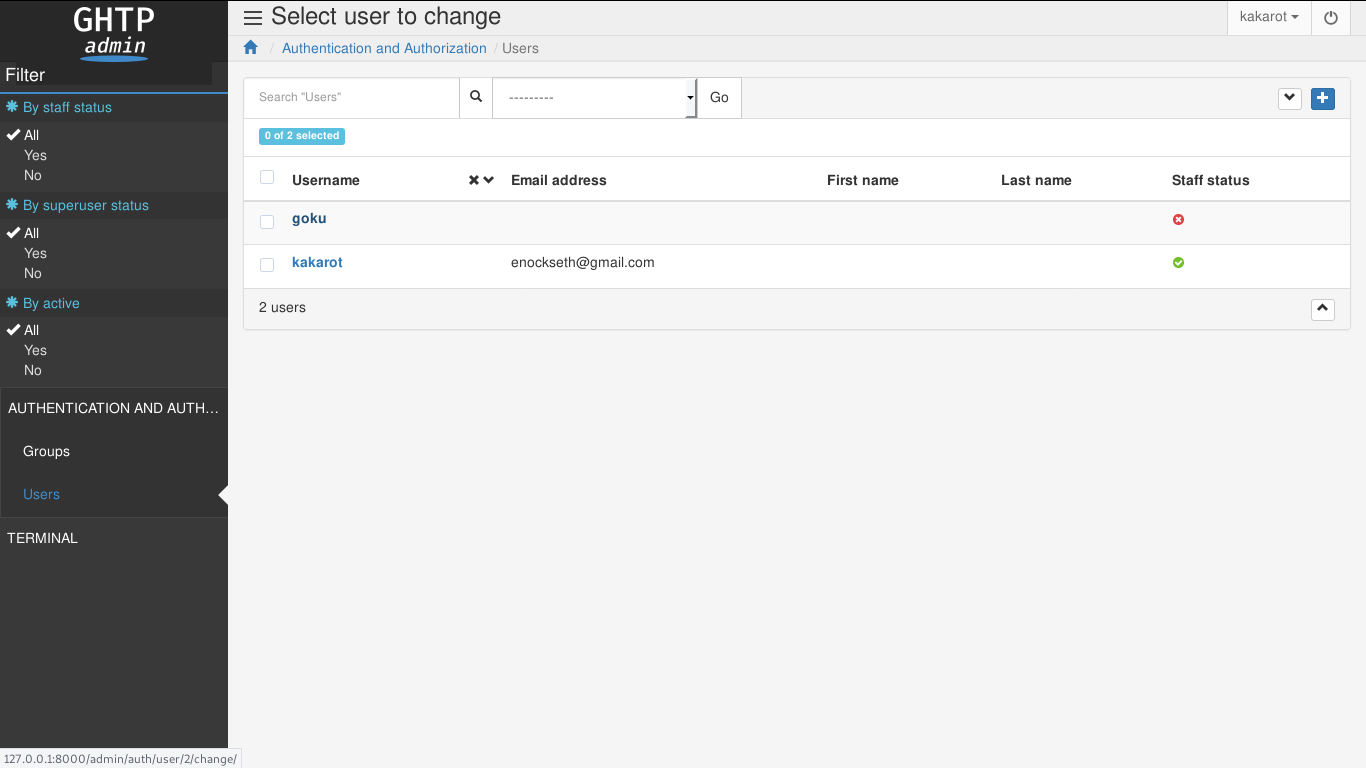 GHTP
admin
Filter
By staff status
All
Yes
No
By superuser status
All
Yes
No
By active
All
Yes
No
AUTHENTICATION AND AUTH…
Groups
Users
TERMINAL
Select user to change
kakarot
/ Authentication and Authorization / Users
Search "Users"
---------
Go
0 of 2 selected
Username Email address First name Last name Staff status
goku
kakarot enockseth@gmail.com
2 users
127.0.0.1:8000/admin/auth/user/2/change/